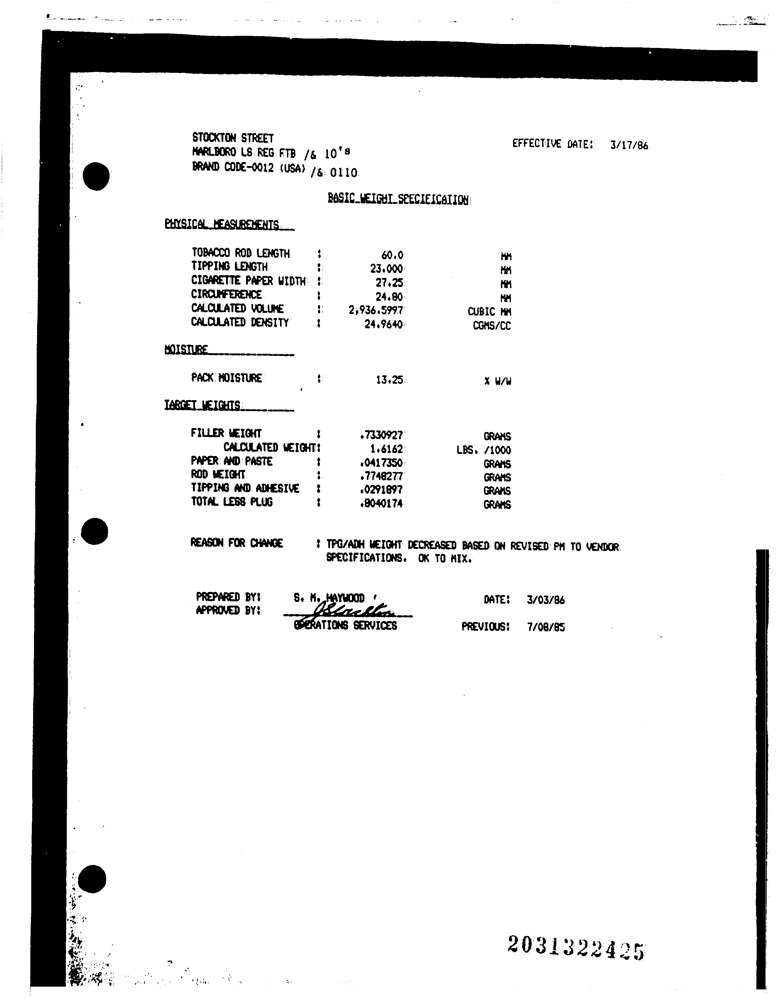 STOCKTON STREET
MARLBORO LS REG FTB /& 10's
BRAND CODE-0012 (USA) /& 0110
EFFECTIVE DATE: 3/17/86
BASIC WEIGHT SPECIFICATION
PHYSICAL MEASUREMENTS
TOBACCO ROD LENGTH : 60.0 MM
TIPPING LENGTH : 23.000 MM
CIGARETTE PAPER WIDTH : 27.25 MM
CIRCUMFERENCE : 24.80 MM
CALCULATED VOLUME : 2,936.5997 CUBIC MM
CALCULATED DENSITY : 24.9640 CGMS/CC
MOISTURE
PACK MOISTURE : 13.25 % W/W
TARGET WEIGHTS
FILLER WEIGHT : .7330927 GRAMS
CALCULATED WEIGHT: 1.6162 LBS. /1000
PAPER AND PASTE : .0417350 GRAMS
ROD WEIGHT : .7748277 GRAMS
TIPPING AND ADHESIVE : .0291897 GRAMS
TOTAL LESS PLUG : .8040174 GRAMS
REASON FOR CHANGE : TPG/ADH WEIGHT DECREASED BASED ON REVISED PM TO VENDOR
SPECIFICATIONS. OK TO MIX.
PREPARED BY: S. M. HAYWOOD DATE: 3/03/86
APPROVED BY:
OPERATIONS SERVICES PREVIOUS: 7/08/85
2031322425